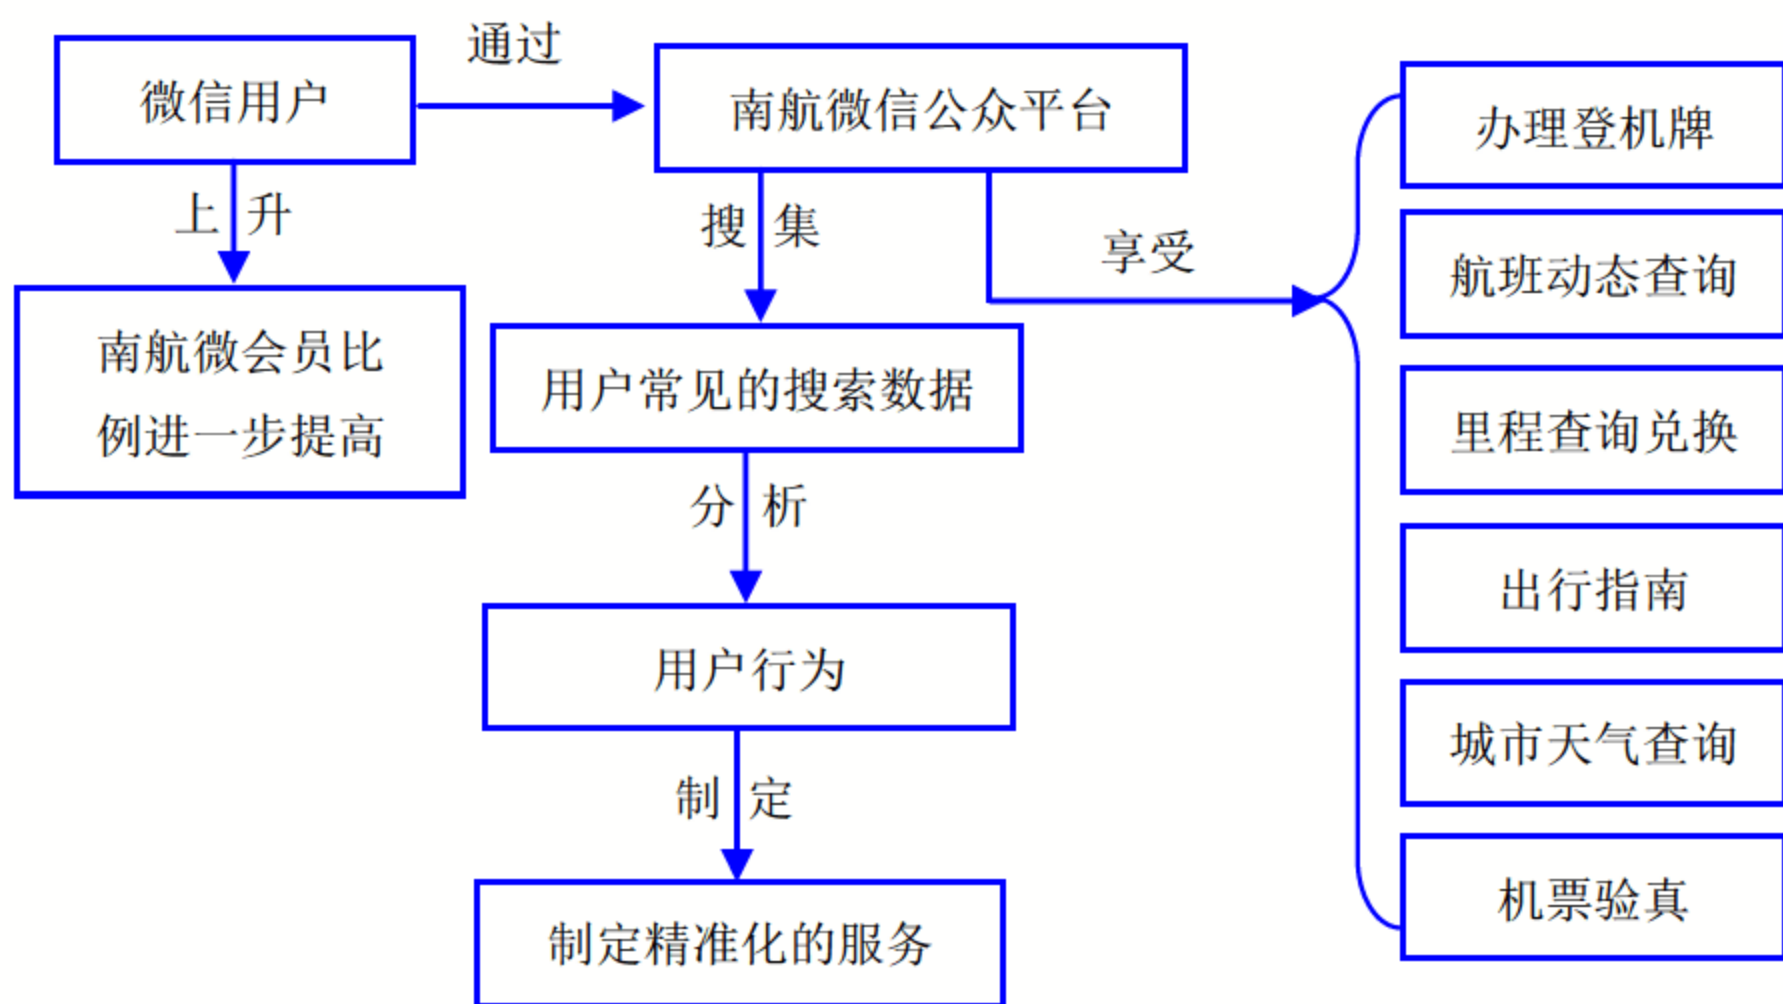 微信用户
通过
南航微信公众平台
上升
搜集
享受
南航微会员比
例进一步提高
用户常见的搜索数据
分析
用户行为
制定
制定精准化的服务
办理登机牌
航班动态查询
里程查询兑换
出行指南
城市天气查询
机票验真